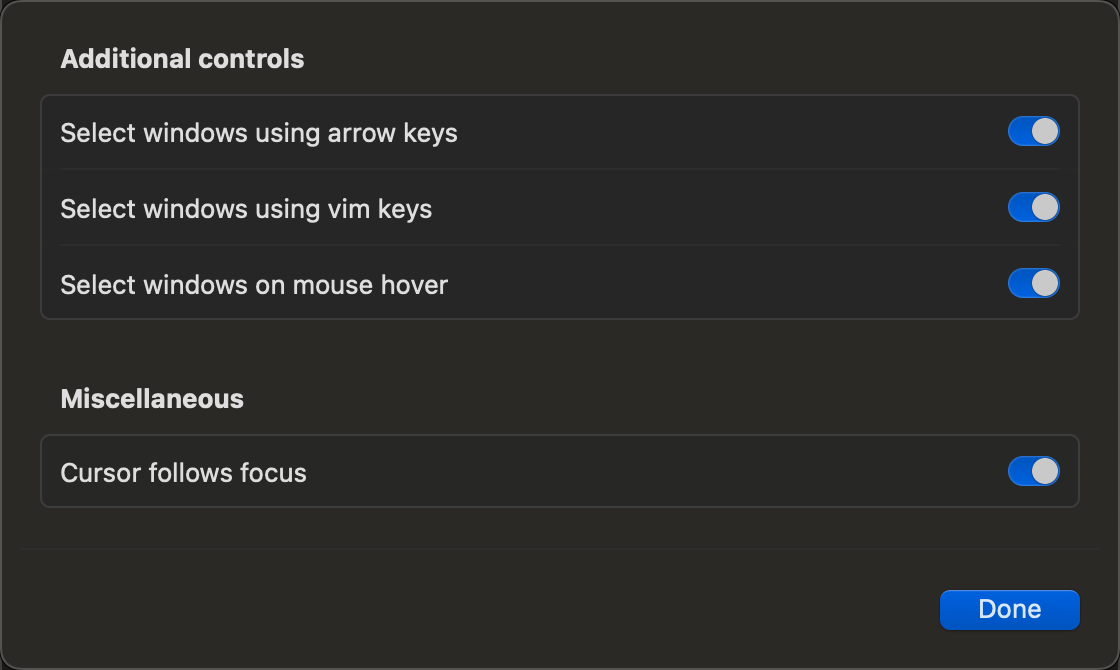 Additional controls
Select windows using arrow keys
Select windows using vim keys
Select windows on mouse hover
Miscellaneous
Cursor follows focus
Done